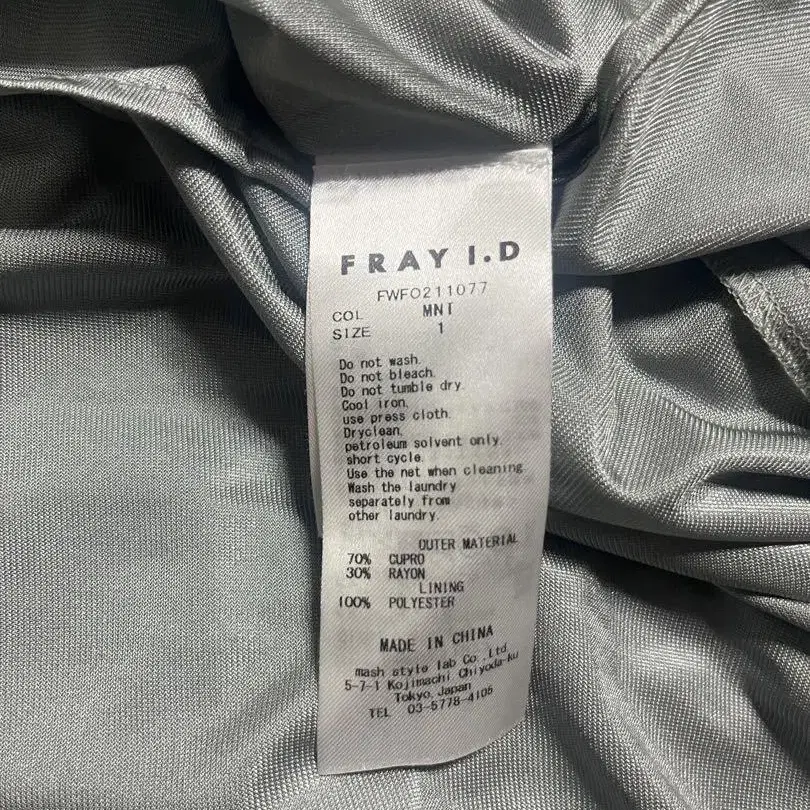 FRAY I.D
FWFO211077
COL MNT
SIZE 1
Do not wash.
Do not bleach.
Do not tumble dry.
Cool iron.
use press cloth.
Dryclean,
petroleum solvent only.
short cycle.
Use the net when cleaning.
Wash the laundry
separately from
other laundry.
OUTER MATERIAL
70% CUPRO
30% RAYON
LINING
100% POLYESTER
MADE IN CHINA
mash style lab Co.,Ltd.
5-7-1 Kojimachi Chiyoda-ku
Tokyo, Japan
TEL 03-5778-4106